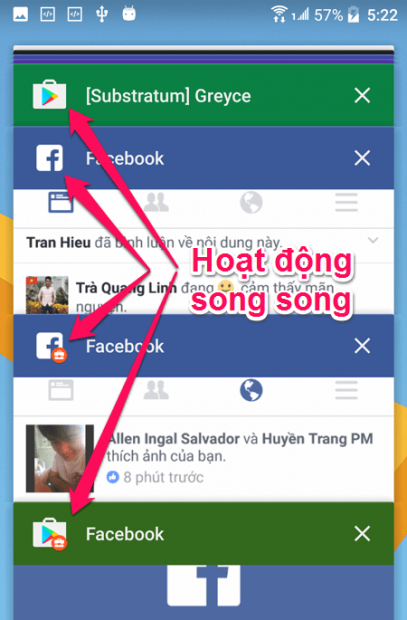 57% 5:22
[Substratum] Greyce
Facebook
Tran Hieu đã bình luận về nội dung này.
Hoạt động
song song
Trà Quang Linh đang cảm thấy mãn
nguyện.
Facebook
Allen Ingal Salvador và Huyền Trang PM
thích ảnh của bạn.
8 phút trước
Facebook